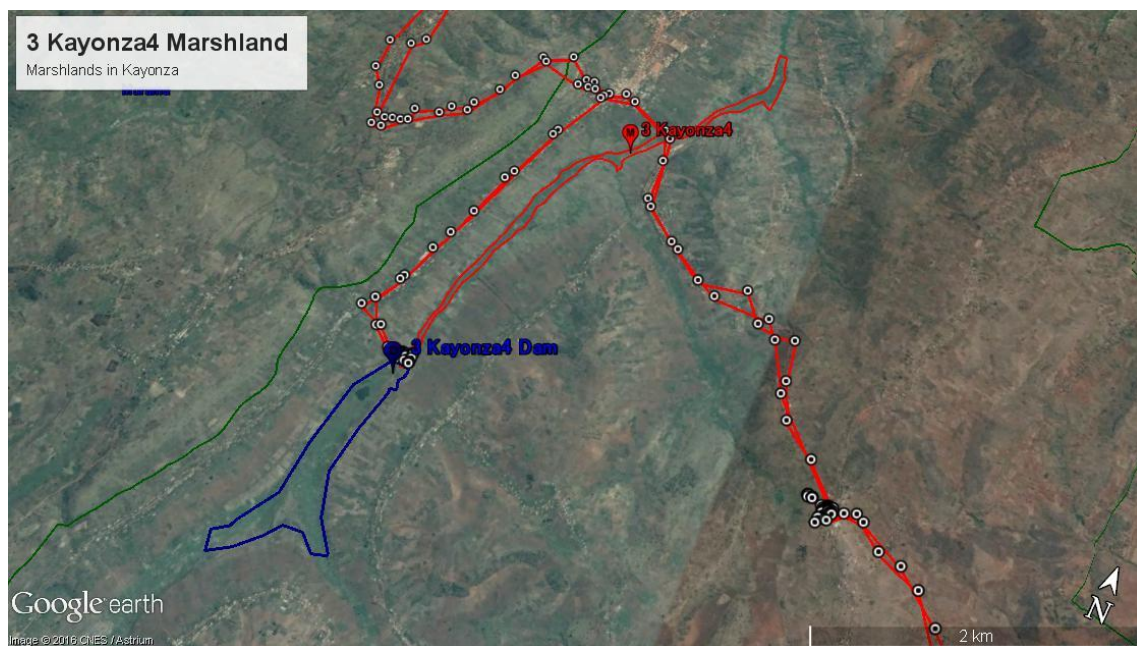 3 Kayonza4 Marshland
Marshlands in Kayonza
3 Kayonza4
3 Kayonza4 Dam
Google earth
N
Image © 2016 CNES / Astrium
2 km